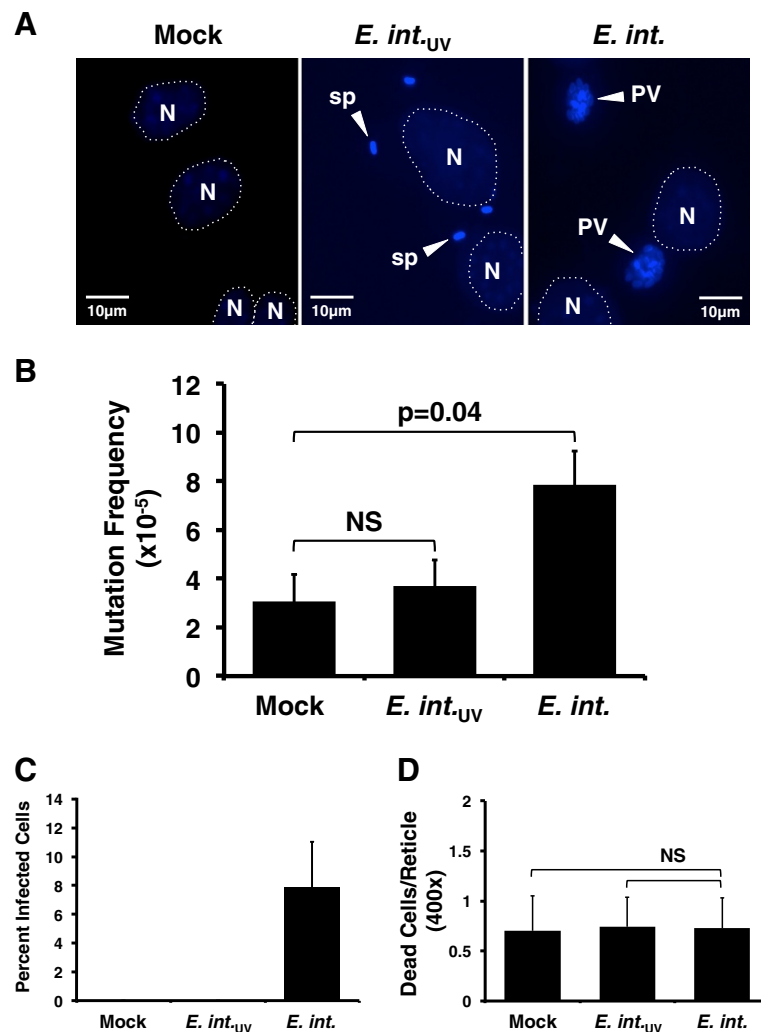 A
Mock
E. int.UV
E. int.
N
N
N
N
10µm
sp
sp
N
N
10µm
PV
PV
N
N
10µm
B
Mutation Frequency
(x10-5)
12
10
8
6
4
2
0
p=0.04
NS
Mock
E. int.UV
E. int.
C
Percent Infected Cells
14
12
10
8
6
4
2
0
Mock
E. int.UV
E. int.
D
Dead Cells/Reticle
(400x)
2
1.5
1
0.5
0
NS
Mock
E. int.UV
E. int.